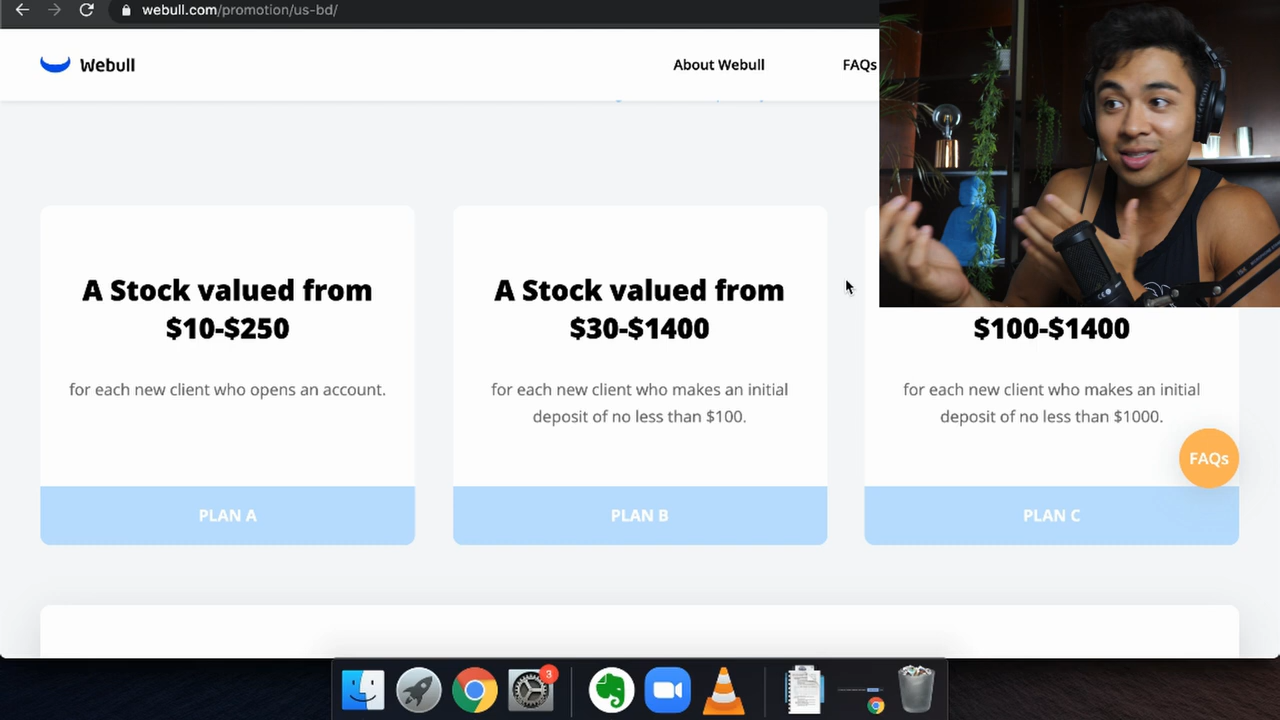 webull.com/promotion/us-bd/
Webull
About Webull
FAQs
A Stock valued from
$10-$250
for each new client who opens an account.
PLAN A
A Stock valued from
$30-$1400
for each new client who makes an initial
deposit of no less than $100.
PLAN B
$100-$1400
for each new client who makes an initial
deposit of no less than $1000.
PLAN C
FAQs
3